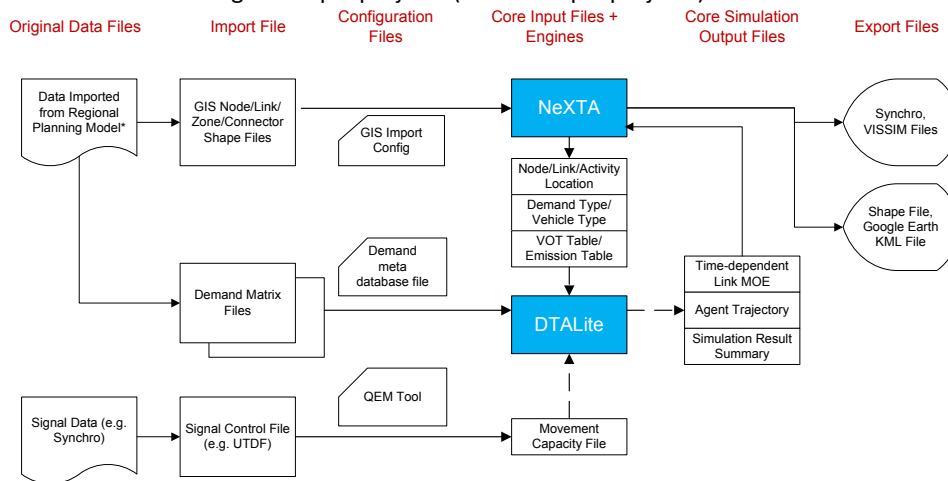 Original Data Files
Import File
Configuration
Files
Core Input Files +
Engines
Core Simulation
Output Files
Export Files
Data Imported
from Regional
Planning Model*
GIS Node/Link/
Zone/Connector
Shape Files
GIS Import
Config
NeXTA
Synchro,
VISSIM Files
Node/Link/Activity
Location
Demand Type/
Vehicle Type
VOT Table/
Emission Table
Shape File,
Google Earth
KML File
Demand
meta
database file
Demand Matrix
Files
DTALite
Time-dependent
Link MOE
Agent Trajectory
Simulation Result
Summary
QEM Tool
Signal Data (e.g.
Synchro)
Signal Control File
(e.g. UTDF)
Movement
Capacity File